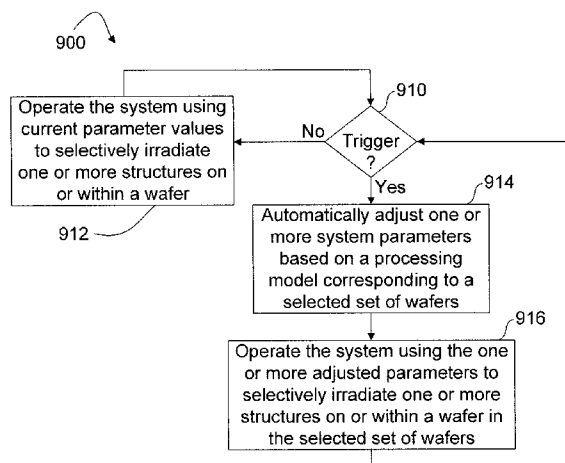 900
910
Operate the system using
current parameter values
to selectively irradiate
one or more structures on
or within a wafer
No
Trigger
?
Yes
912
914
Automatically adjust one or
more system parameters
based on a processing
model corresponding to a
selected set of wafers
916
Operate the system using the one
or more adjusted parameters to
selectively irradiate one or more
structures on or within a wafer in
the selected set of wafers